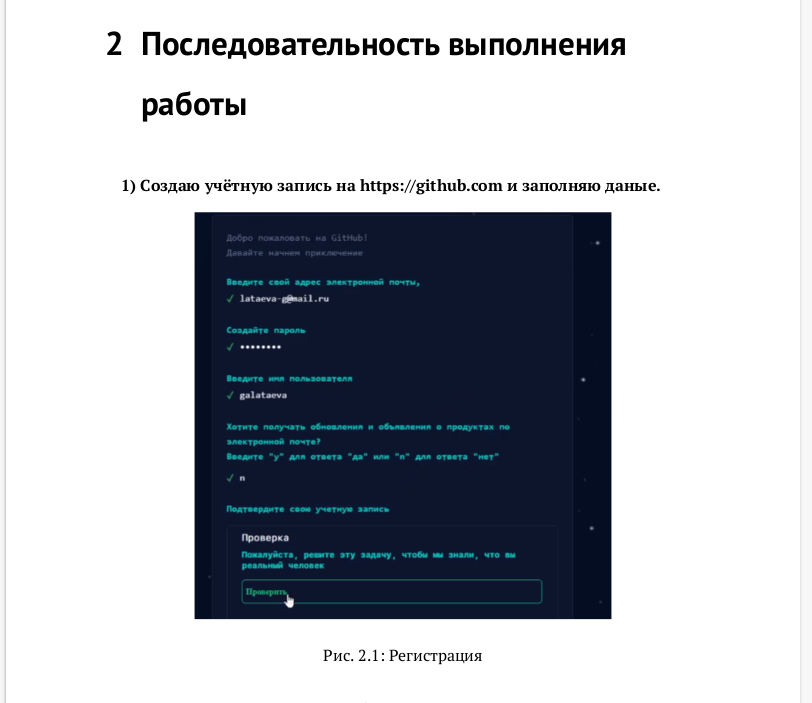 2 Последовательность выполнения
работы
1) Создаю учётную запись на https://github.com и заполняю даные.
Добро пожаловать на GitHub!
Давайте начнем приключение
Введите свой адрес электронной почты,
✓ lataeva-g@mail.ru
Создайте пароль
✓ ••••••••
Введите имя пользователя
✓ galataeva
Хотите получать обновления и объявления о продуктах по
электронной почте?
Введите "y" для ответа "да" или "n" для ответа "нет"
✓ n
Подтвердите свою учетную запись
Проверка
Пожалуйста, решите эту задачу, чтобы мы знали, что вы
реальный человек
Проверить
Рис. 2.1: Регистрация